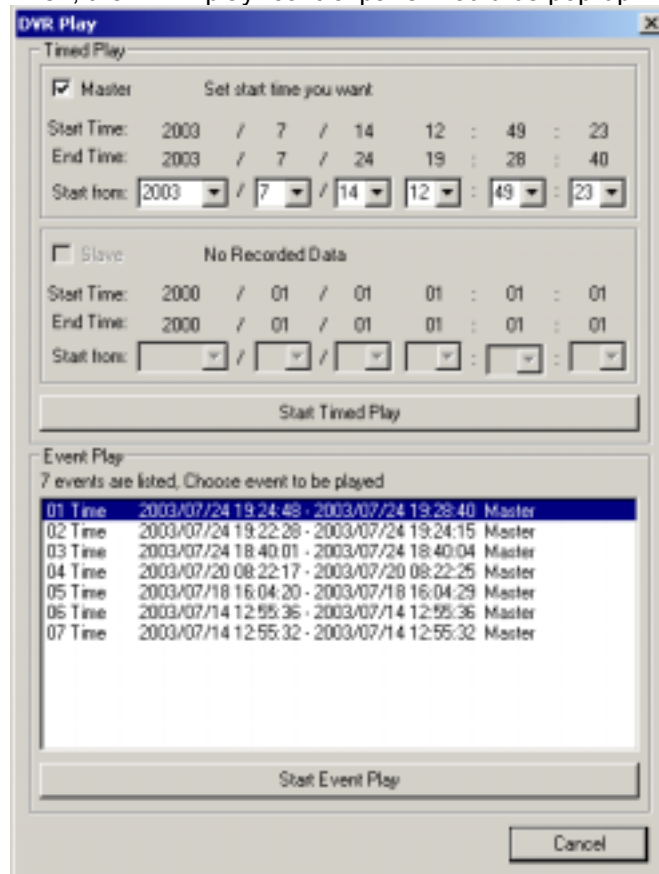 DVR Play
Timed Play
Master Set start time you want
Start Time: 2003 / 7 / 14 12 : 49 : 23
End Time: 2003 / 7 / 24 19 : 28 : 40
Start from: 2003 / 7 / 14 12 : 49 : 23
Slave No Recorded Data
Start Time: 2000 / 01 / 01 01 : 01 : 01
End Time: 2000 / 01 / 01 01 : 01 : 01
Start from: / / : :
Start Timed Play
Event Play
7 events are listed, Choose event to be played
01 Time 2003/07/24 19:24:48 - 2003/07/24 19:28:40 Master
02 Time 2003/07/24 19:22:28 - 2003/07/24 19:24:15 Master
03 Time 2003/07/24 18:40:01 - 2003/07/24 18:40:04 Master
04 Time 2003/07/20 08:22:17 - 2003/07/20 08:22:25 Master
05 Time 2003/07/18 16:04:20 - 2003/07/18 16:04:29 Master
06 Time 2003/07/14 12:55:36 - 2003/07/14 12:55:36 Master
07 Time 2003/07/14 12:55:32 - 2003/07/14 12:55:32 Master
Start Event Play
Cancel